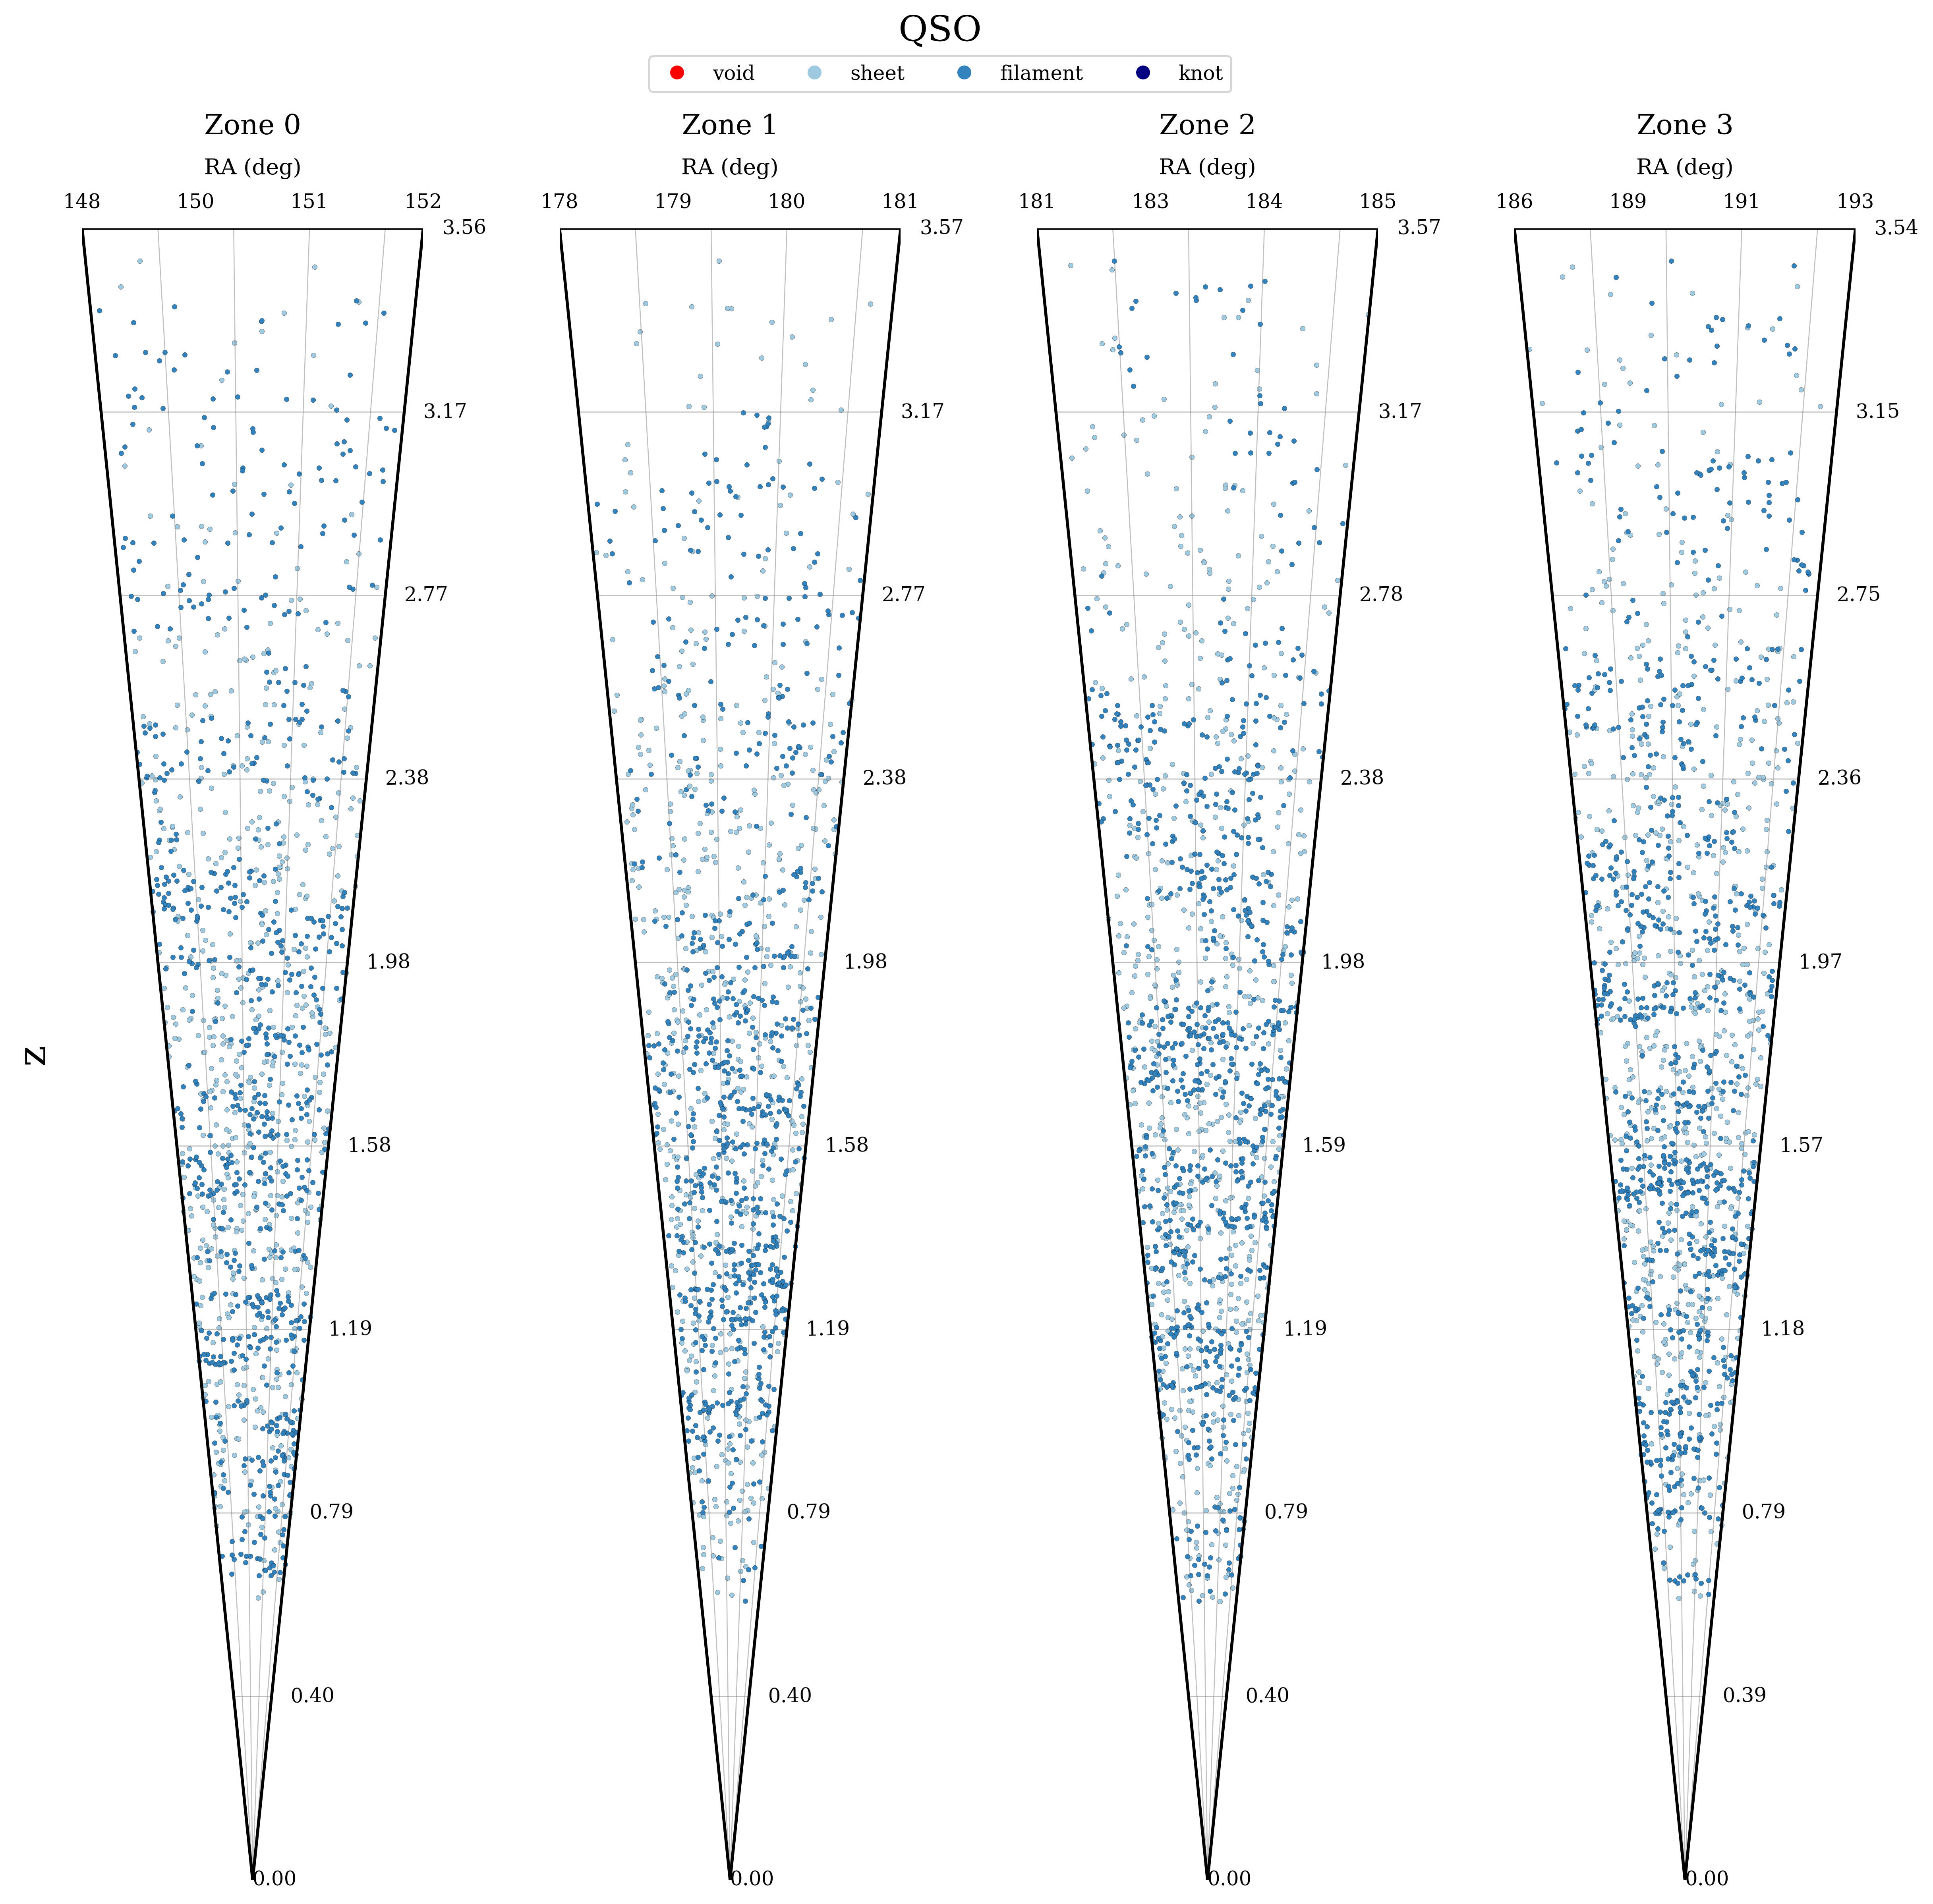 QSO
void sheet filament knot
Zone 0 Zone 1 Zone 2 Zone 3
RA (deg) RA (deg) RA (deg) RA (deg)
148 150 151 152 178 179 180 181 181 183 184 185 186 189 191 193
3.56 3.57 3.57 3.54
3.17 3.17 3.17 3.15
2.77 2.77 2.78 2.75
2.38 2.38 2.38 2.36
1.98 1.98 1.98 1.97
Z
1.58 1.58 1.59 1.57
1.19 1.19 1.19 1.18
0.79 0.79 0.79 0.79
0.40 0.40 0.40 0.39
0.00 0.00 0.00 0.00